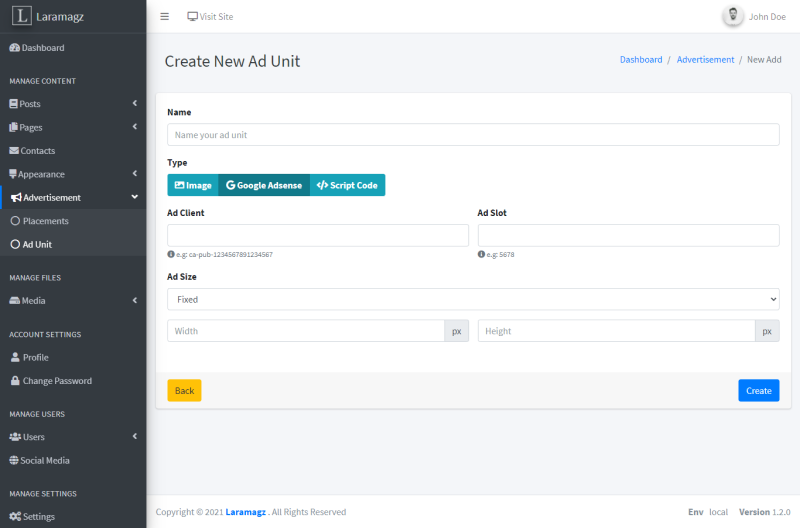 L Laramagz
Visit Site
John Doe
Dashboard
MANAGE CONTENT
Posts
Pages
Contacts
Appearance
Advertisement
Placements
Ad Unit
MANAGE FILES
Media
ACCOUNT SETTINGS
Profile
Change Password
MANAGE USERS
Users
Social Media
MANAGE SETTINGS
Settings
Create New Ad Unit
Dashboard / Advertisement / New Add
Name
Name your ad unit
Type
Image Google Adsense Script Code
Ad Client Ad Slot
e.g: ca-pub-1234567891234567 e.g: 5678
Ad Size
Fixed
Width px Height px
Back Create
Copyright © 2021 Laramagz . All Rights Reserved Env local Version 1.2.0